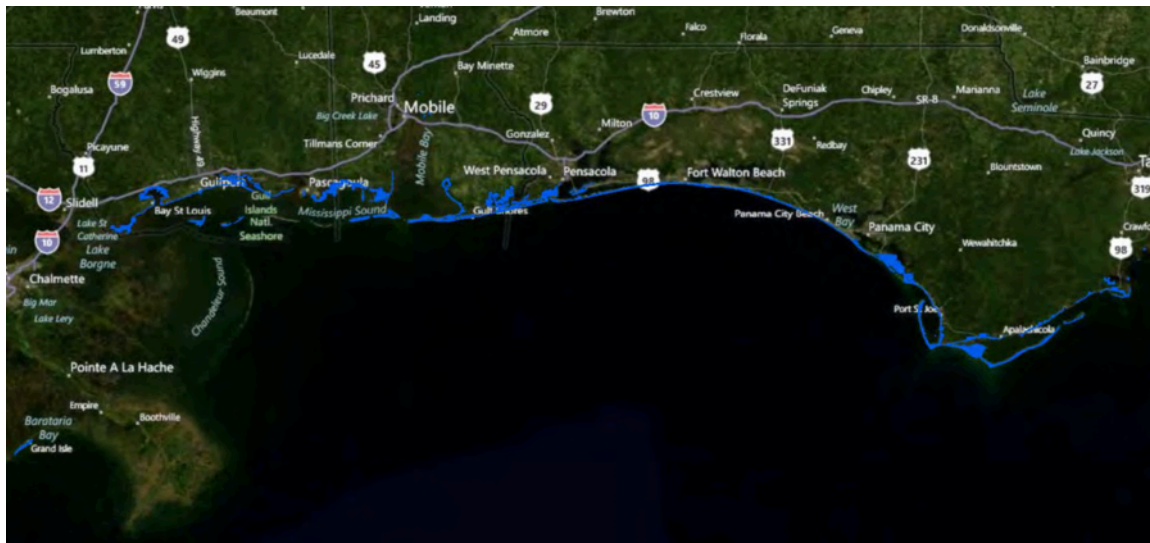 Beaumont
49
Landing
Atmore
Brewton
Falco
Florala
Geneva
Donaldsonville
Lumberton
Lucedale
45
Bay Minette
Bainbridge
59
Wiggins
27
Bogalusa
Prichard
Mobile
29
Crestview
DeFuniak
Springs
Chipley
SR-8
Marianna
Lake
Seminole
Big Creek Lake
Highway 49
Tillmans Corner
Mobile Bay
Gonzalez
Milton
10
331
Redbay
Quincy
Lake Jackson
Picayune
11
231
Blountstown
319
12
Slidell
Gulfport
Pascagoula
West Pensacola
Pensacola
98
Fort Walton Beach
Bay St Louis
Gulf
Islands
Natl.
Seashore
Mississippi Sound
Gulf Shores
Panama City Beach
West
Bay
Panama City
Lake St
Catherine
Lake
Borgne
10
Wewahitchka
98
Chalmette
Chandeleur Sound
Big Mar
Lake Lery
Port St Joe
Apalachicola
Pointe A La Hache
Empire
Boothville
Barataria
Bay
Grand Isle